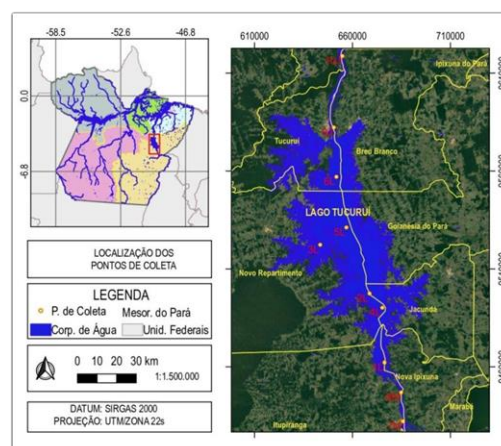 -58.5 -52.6 -46.8
0.0
-6.8
LOCALIZAÇÃO DOS
PONTOS DE COLETA
LEGENDA
P. de Coleta Mesor. do Pará
Corp. de Água Unid. Federais
0 10 20 30 km
1:1.500.000
DATUM: SIRGAS 2000
PROJEÇÃO: UTM/ZONA 22s
610000 660000 710000
Ipixuna do Pará
Tucuruí
Breu Branco
LAGO TUCURUÍ
Goianésia do Pará
Novo Repartimento
Jacundá
Nova Ipixuna
Marabá
Itupiranga